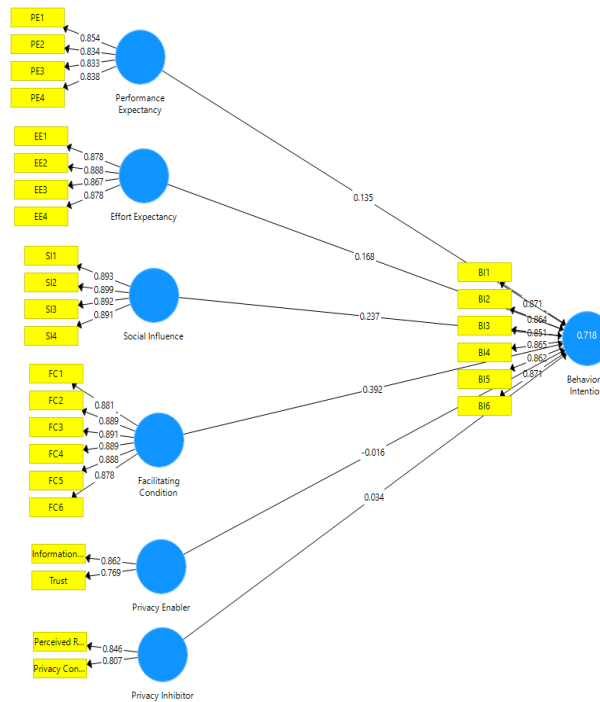 PE1
PE2
PE3
PE4
0.854
0.834
0.833
0.838
Performance
Expectancy
EE1
EE2
EE3
EE4
0.878
0.888
0.867
0.878
Effort Expectancy
SI1
SI2
SI3
SI4
0.893
0.899
0.892
0.891
Social Influence
FC1
FC2
FC3
FC4
FC5
FC6
0.881
0.889
0.891
0.889
0.888
0.878
Facilitating
Condition
Information...
Trust
0.862
0.769
Privacy Enabler
Perceived R...
Privacy Con...
0.846
0.807
Privacy Inhibitor
0.135
0.168
0.237
0.392
-0.016
0.034
BI1
BI2
BI3
BI4
BI5
BI6
0.871
0.864
0.851
0.865
0.862
0.871
0.718
Behavior
Intention